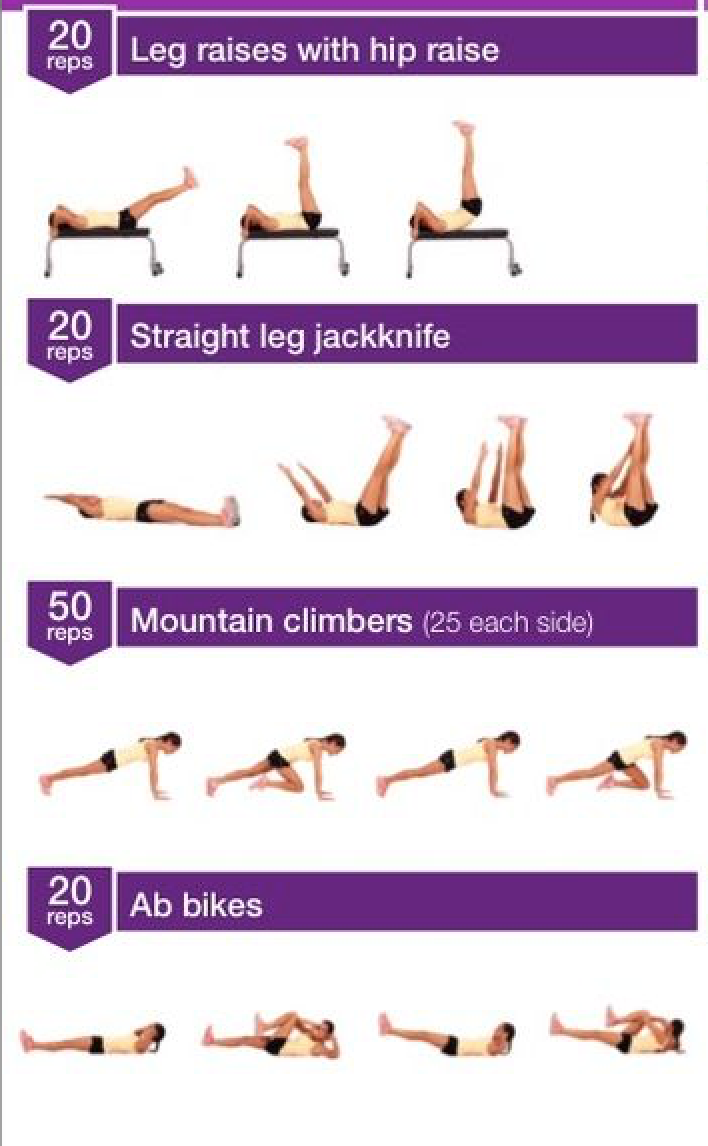 20
reps
Leg raises with hip raise
20
reps
Straight leg jackknife
50
reps
Mountain climbers (25 each side)
20
reps
Ab bikes